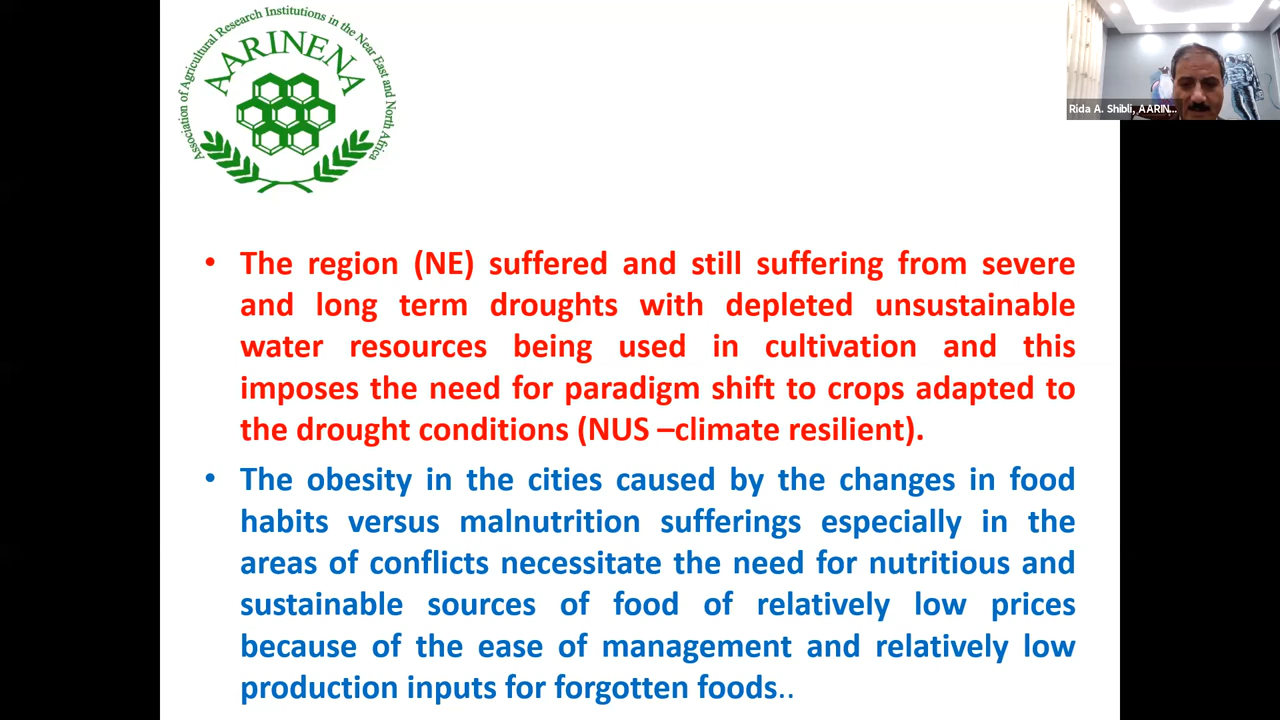 Association of Agricultural Research Institutions in the Near East and North Africa
AARINENA
Rida A. Shibli, AARIN...
• The region (NE) suffered and still suffering from severe
and long term droughts with depleted unsustainable
water resources being used in cultivation and this
imposes the need for paradigm shift to crops adapted to
the drought conditions (NUS –climate resilient).
• The obesity in the cities caused by the changes in food
habits versus malnutrition sufferings especially in the
areas of conflicts necessitate the need for nutritious and
sustainable sources of food of relatively low prices
because of the ease of management and relatively low
production inputs for forgotten foods..